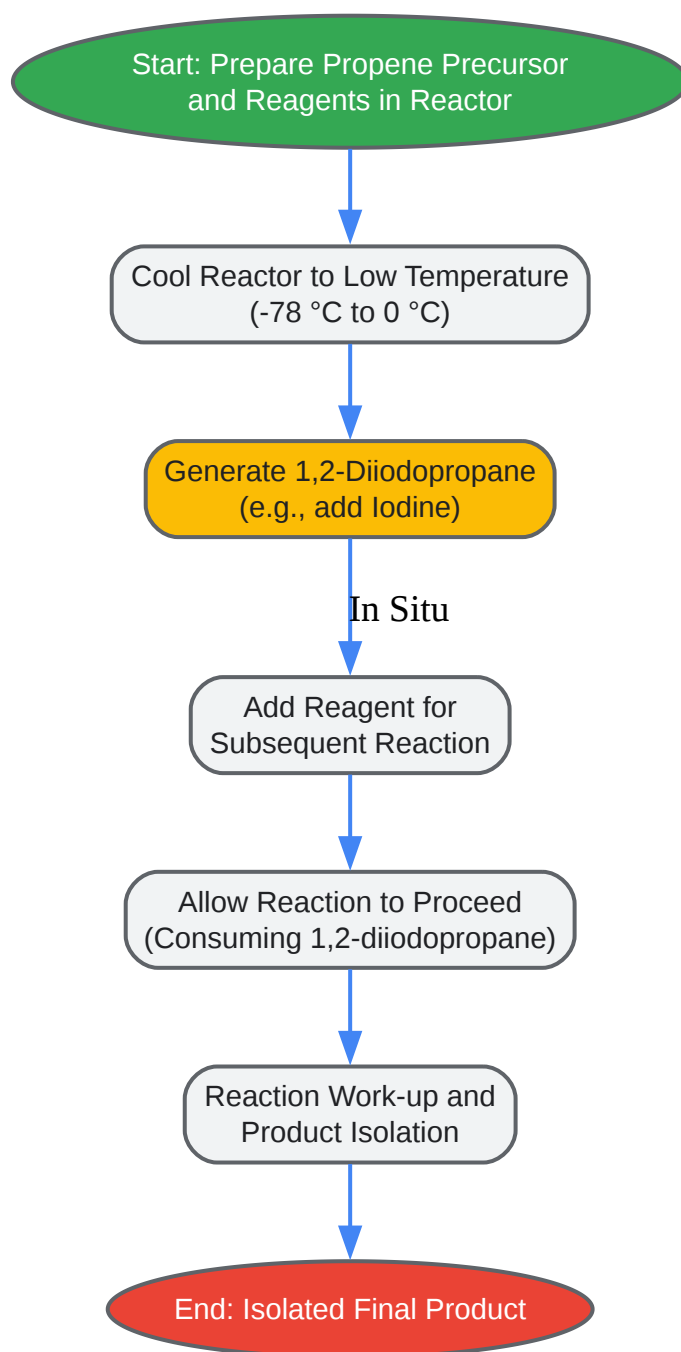 Start: Prepare Propene Precursor
and Reagents in Reactor
Cool Reactor to Low Temperature
(-78 °C to 0 °C)
Generate 1,2-Diiodopropane
(e.g., add Iodine)
In Situ
Add Reagent for
Subsequent Reaction
Allow Reaction to Proceed
(Consuming 1,2-diiodopropane)
Reaction Work-up and
Product Isolation
End: Isolated Final Product